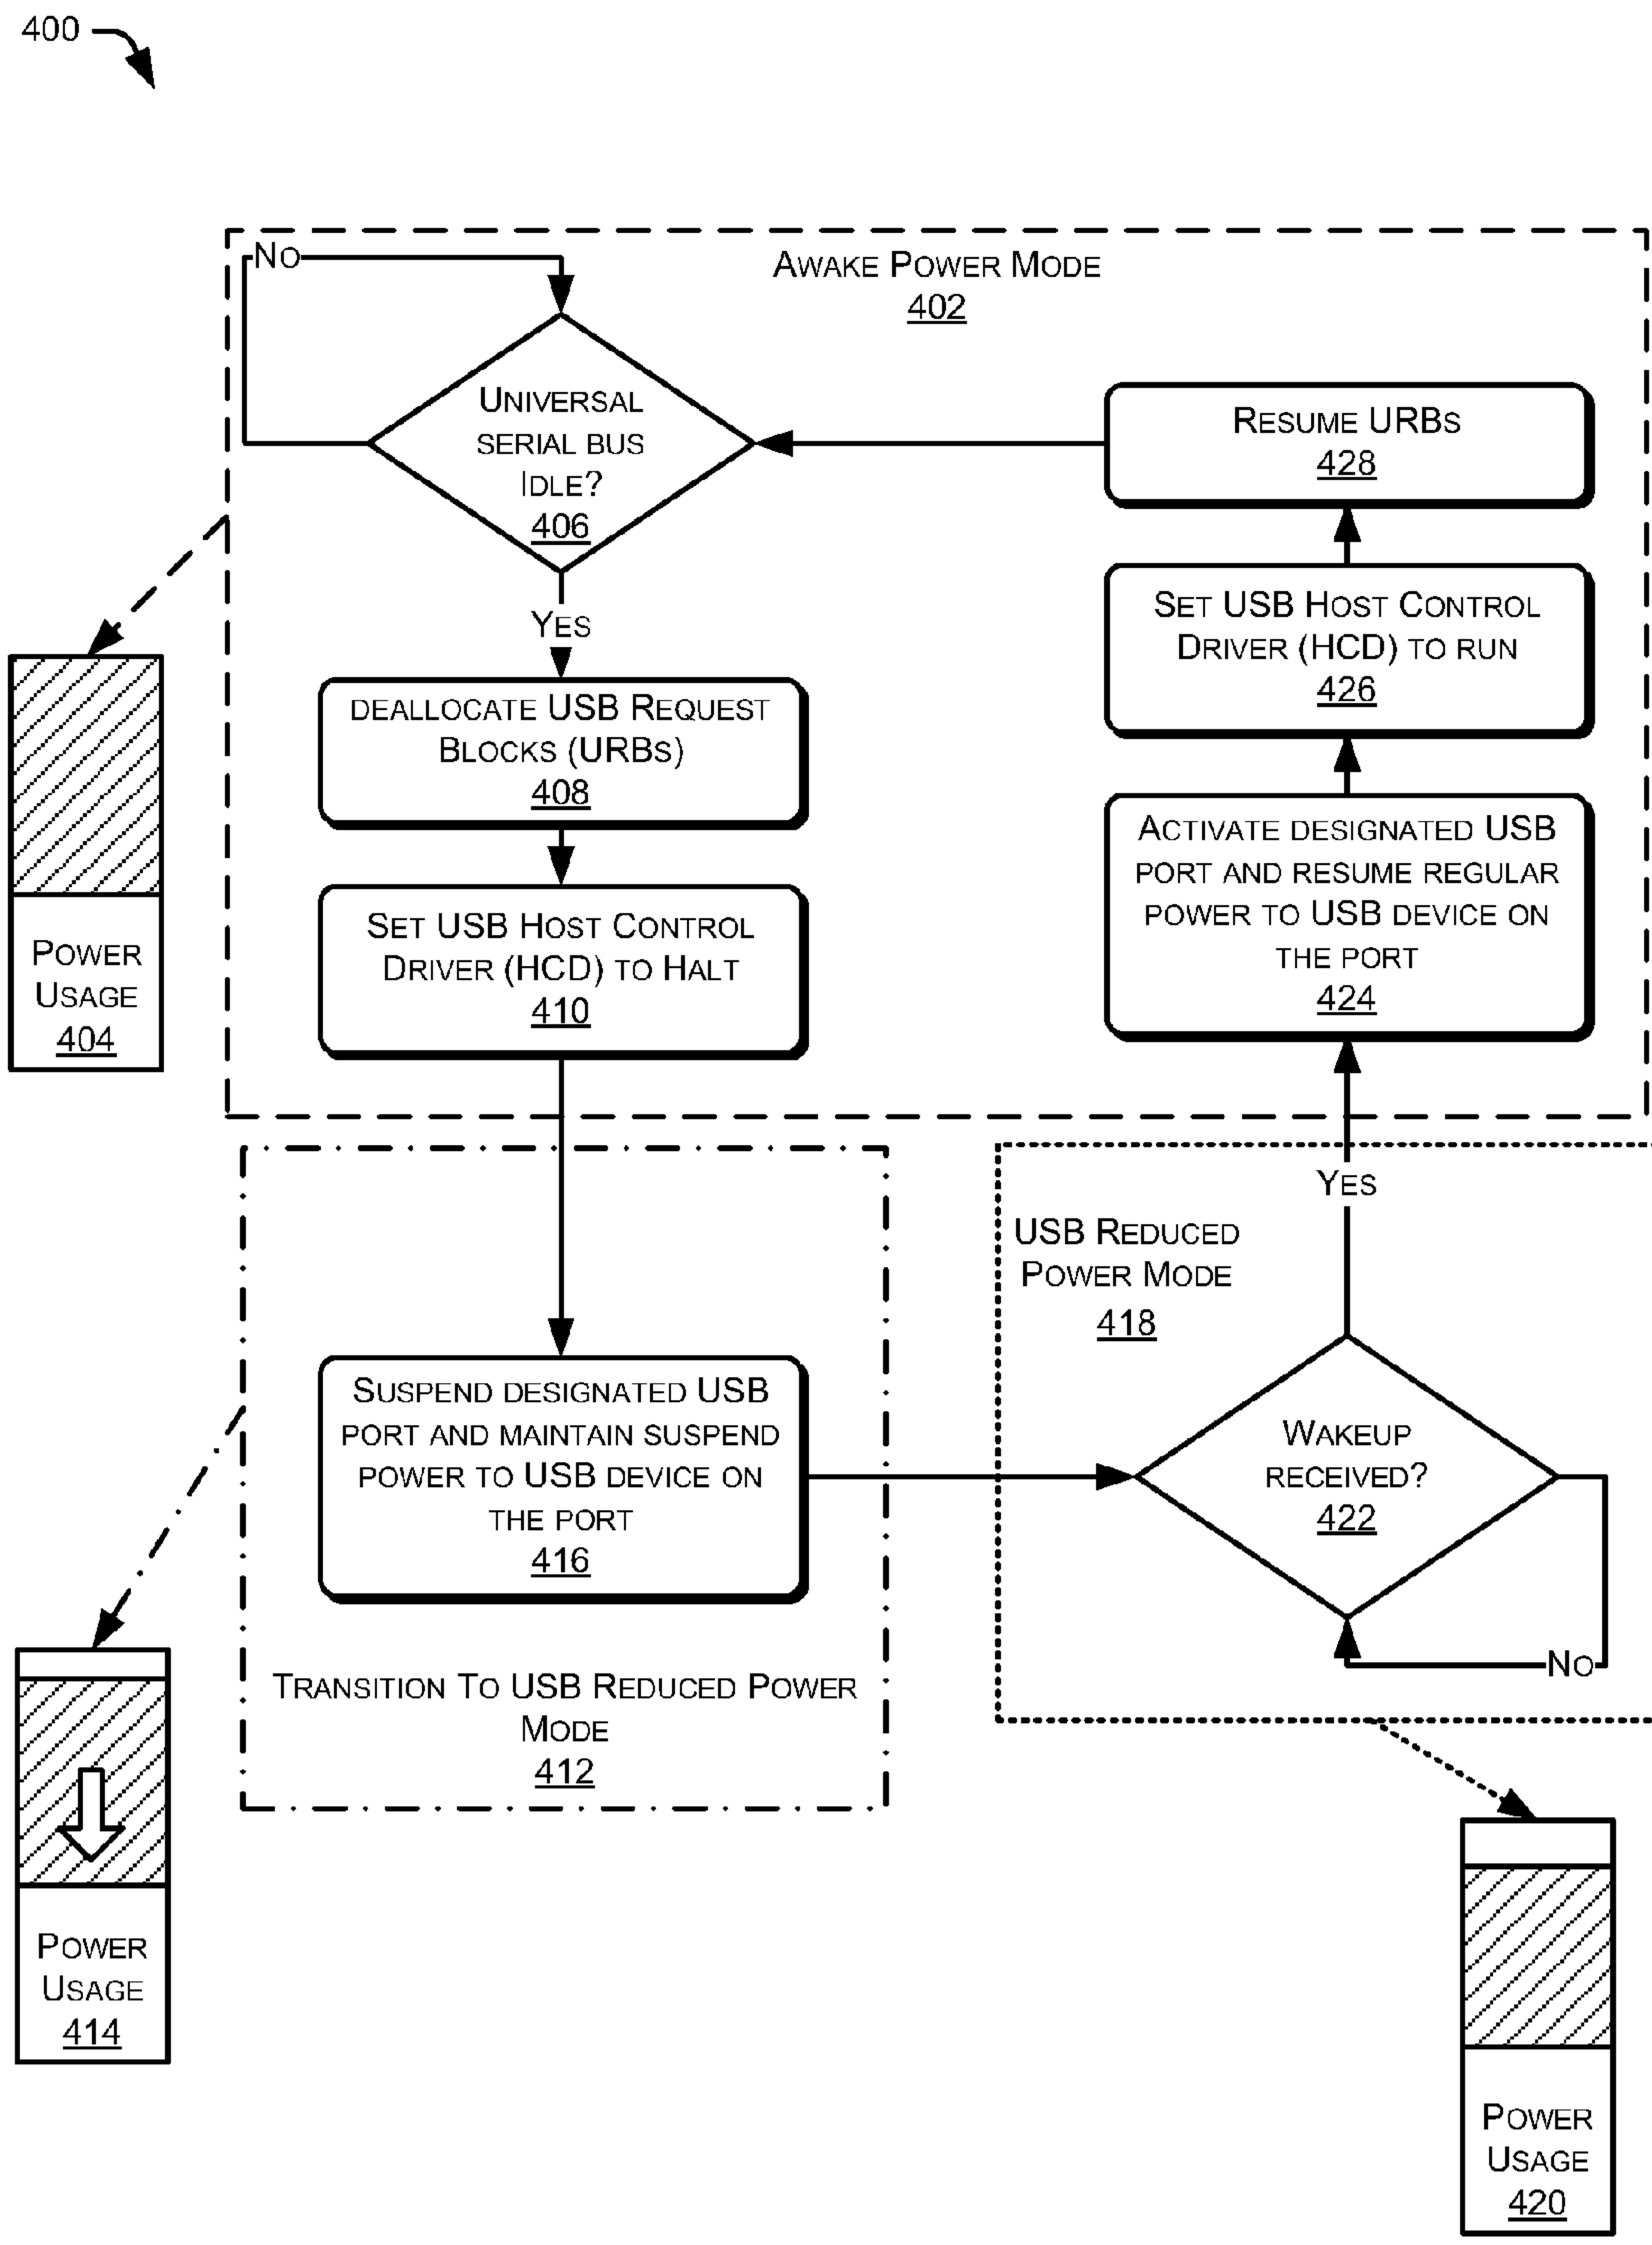 400
No
Awake Power Mode
402
Universal
serial bus
Idle?
406
Yes
deallocate USB Request
Blocks (URBs)
408
Set USB Host Control
Driver (HCD) to Halt
410
Resume URBs
428
Set USB Host Control
Driver (HCD) to run
426
Activate designated USB
port and resume regular
power to USB device on
the port
424
Power
Usage
404
Suspend designated USB
port and maintain suspend
power to USB device on
the port
416
Transition To USB Reduced Power
Mode
412
Yes
USB Reduced
Power Mode
418
Wakeup
received?
422
No
Power
Usage
414
Power
Usage
420